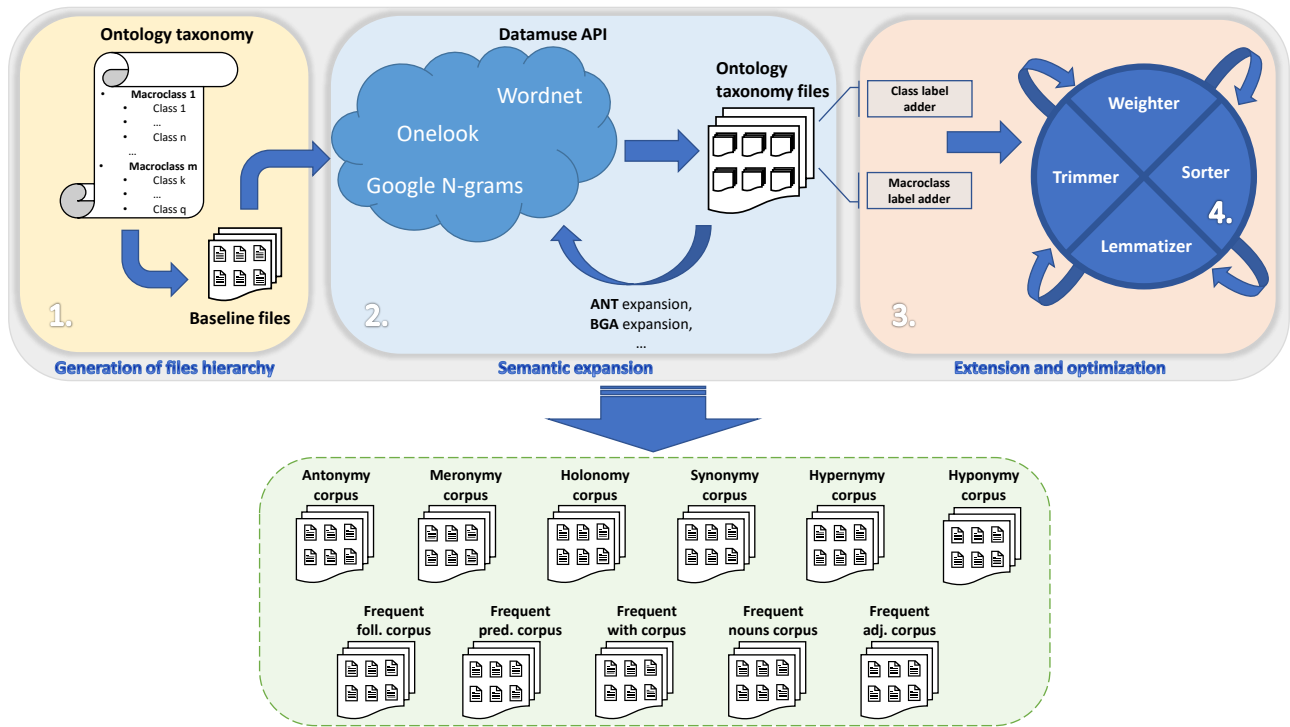 Ontology taxonomy
• Macroclass 1
• Class 1
• ...
• Class n
...
• Macroclass m
• Class k
• ...
• Class q
Baseline files
1.
Generation of files hierarchy
Datamuse API
Wordnet
Onelook
Google N-grams
Ontology
taxonomy files
ANT expansion,
BGA expansion,
...
2.
Semantic expansion
Class label
adder
Macroclass
label adder
Weighter
Trimmer
Sorter
4.
Lemmatizer
3.
Extension and optimization
Antonymy
corpus
Meronymy
corpus
Holonomy
corpus
Synonymy
corpus
Hypernymy
corpus
Hyponymy
corpus
Frequent
foll. corpus
Frequent
pred. corpus
Frequent
with corpus
Frequent
nouns corpus
Frequent
adj. corpus